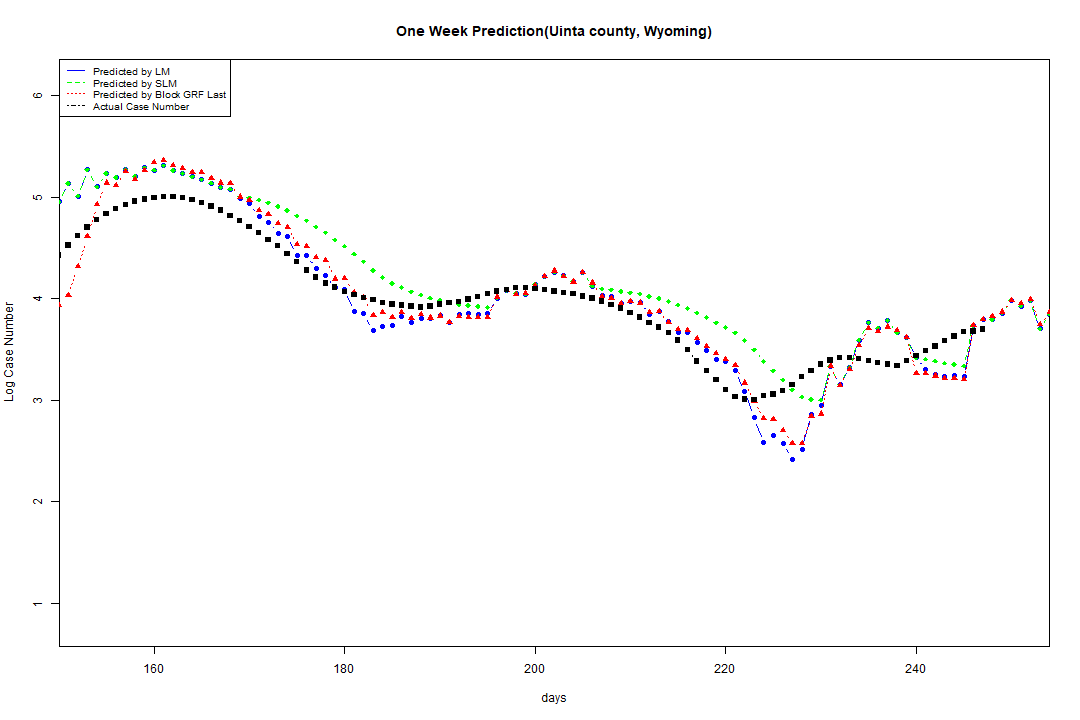 One Week Prediction(Uinta county, Wyoming)
Predicted by LM
Predicted by SLM
Predicted by Block GRF Last
Actual Case Number
6
5
4
3
2
1
Log Case Number
160 180 200 220 240
days